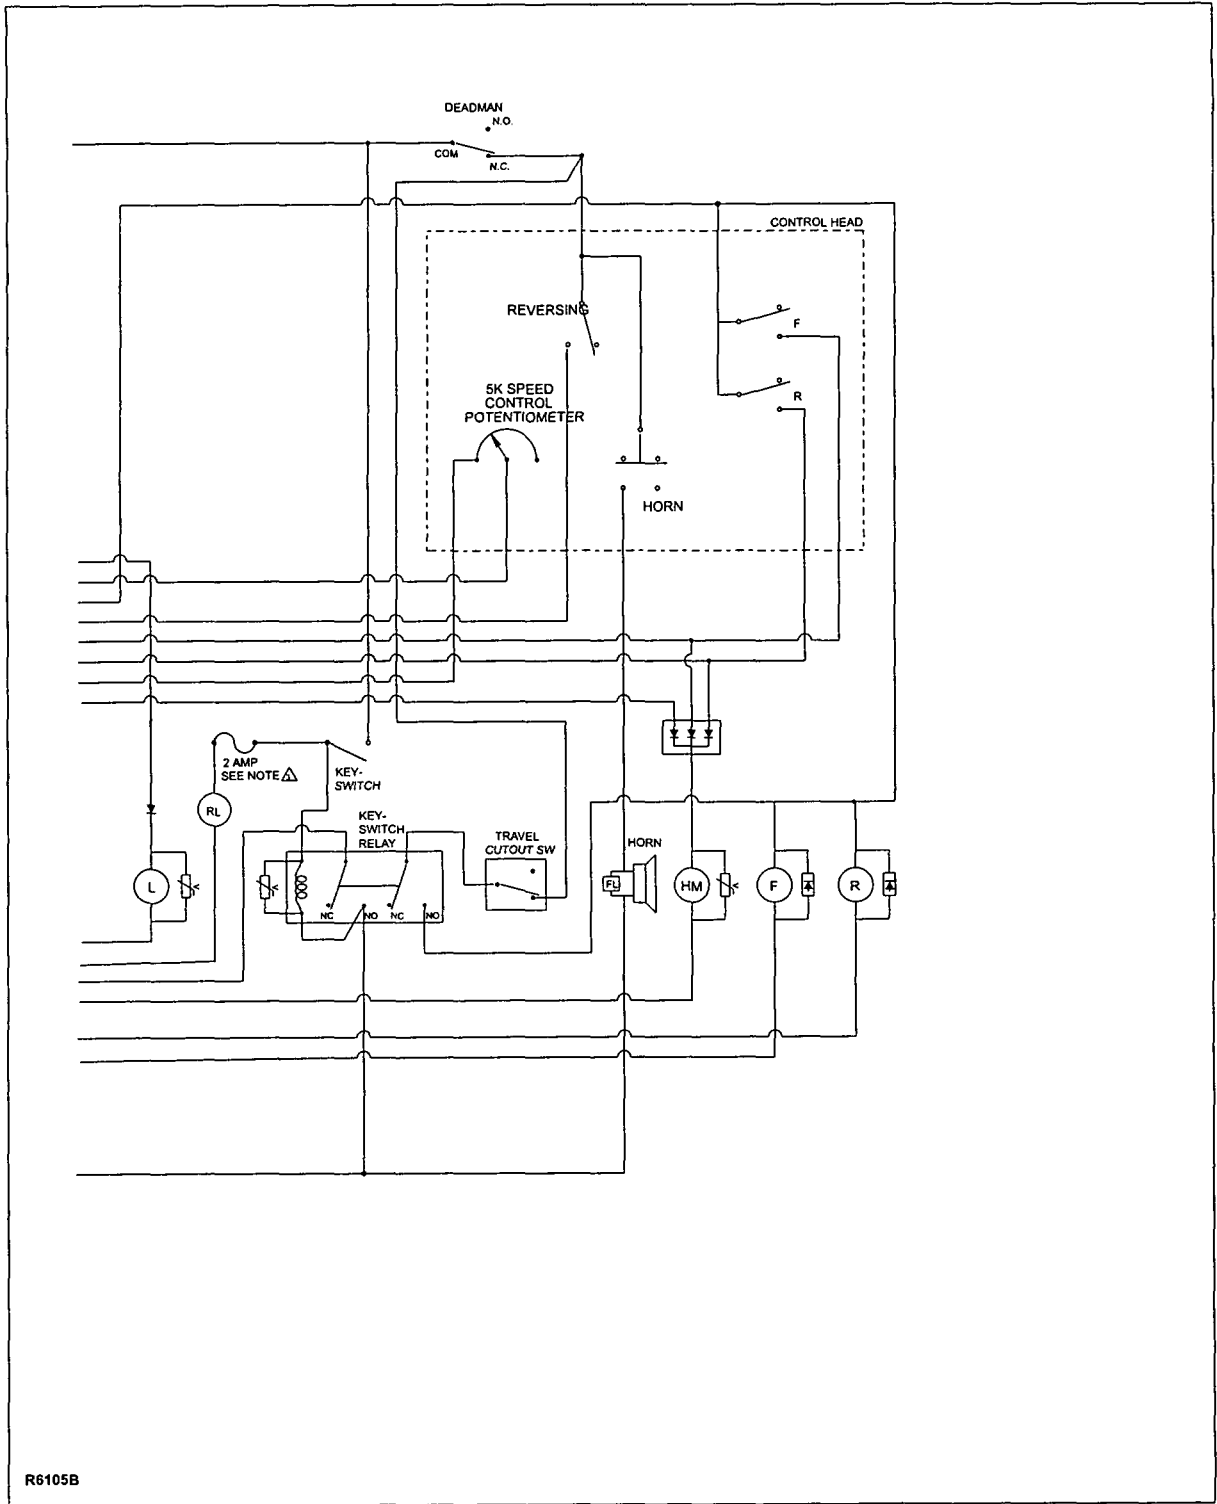 DEADMAN
N.O.
COM
N.C.
CONTROL HEAD
REVERSING
F
5K SPEED
CONTROL
POTENTIOMETER
R
HORN
2 AMP
SEE NOTE
KEY-
SWITCH
RL
KEY-
SWITCH
RELAY
TRAVEL
CUTOUT SW
HORN
L
FL
HM
F
R
NC
NO
NC
NO
R6105B